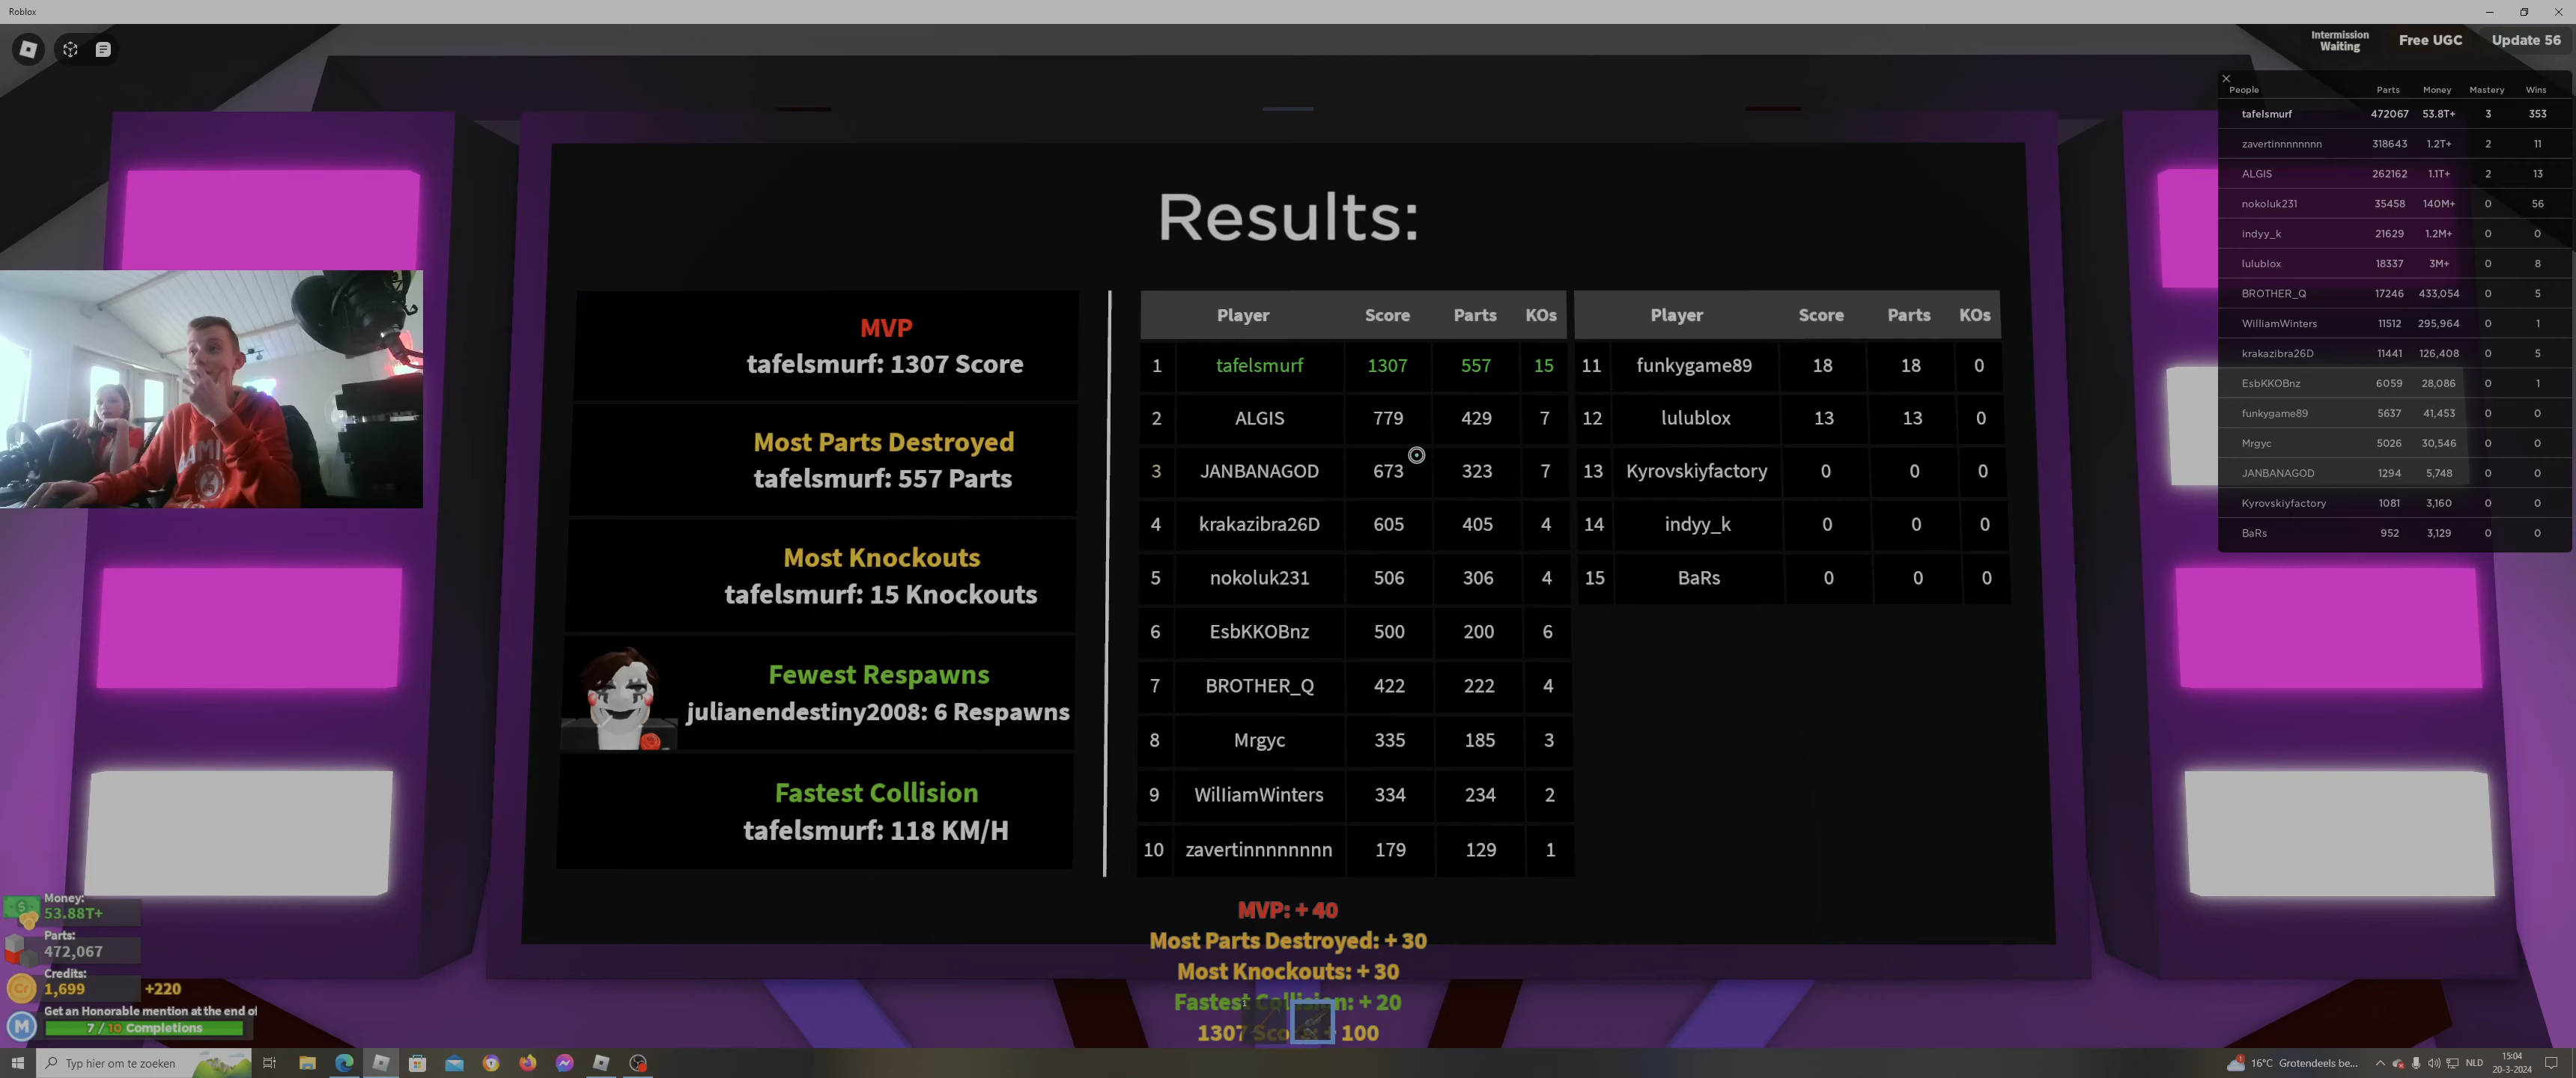 Roblox
Intermission
Waiting
Free UGC
Update 56
People Parts Money Mastery Wins
tafelsmurf 472067 53.8T+ 3 353
zavertinnnnnnnn 318643 1.2T+ 2 11
ALGIS 262162 1.1T+ 2 13
nokoluk231 35458 140M+ 0 56
indyy_k 21629 1.2M+ 0 0
lulublox 18337 3M+ 0 8
BROTHER_Q 17246 433,054 0 5
WilliamWinters 11512 295,964 0 1
krakazibra26D 11441 126,408 0 5
EsbKKOBnz 6059 28,086 0 1
funkygame89 5637 41,453 0 0
Mrgyc 5026 30,546 0 0
JANBANAGOD 1294 5,748 0 0
Kyrovskiyfactory 1081 3,160 0 0
BaRs 952 3,129 0 0
Results:
MVP
tafelsmurf: 1307 Score
Most Parts Destroyed
tafelsmurf: 557 Parts
Most Knockouts
tafelsmurf: 15 Knockouts
Fewest Respawns
julianendestiny2008: 6 Respawns
Fastest Collision
tafelsmurf: 118 KM/H
Player Score Parts KOs
1 tafelsmurf 1307 557 15
2 ALGIS 779 429 7
3 JANBANAGOD 673 323 7
4 krakazibra26D 605 405 4
5 nokoluk231 506 306 4
6 EsbKKOBnz 500 200 6
7 BROTHER_Q 422 222 4
8 Mrgyc 335 185 3
9 WilliamWinters 334 234 2
10 zavertinnnnnnnn 179 129 1
Player Score Parts KOs
11 funkygame89 18 18 0
12 lulublox 13 13 0
13 Kyrovskiyfactory 0 0 0
14 indyy_k 0 0 0
15 BaRs 0 0 0
MVP: + 40
Most Parts Destroyed: + 30
Most Knockouts: + 30
Fastest Collision: + 20
1307 Score: + 100
Money:
53.88T+
Parts:
472,067
Credits:
1,699 +220
Get an Honorable mention at the end of
7 / 10 Completions
Typ hier om te zoeken
16°C Grotendeels be...
NLD
15:04
20-3-2024